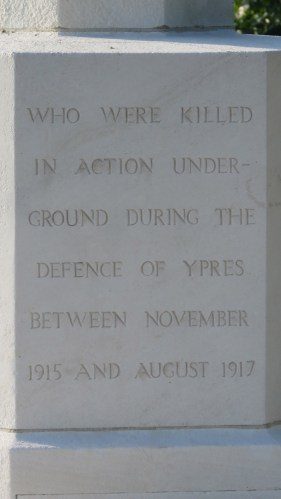 WHO WERE KILLED
IN ACTION UNDER-
GROUND DURING THE
DEFENCE OF YPRES
BETWEEN NOVEMBER
1915 AND AUGUST 1917